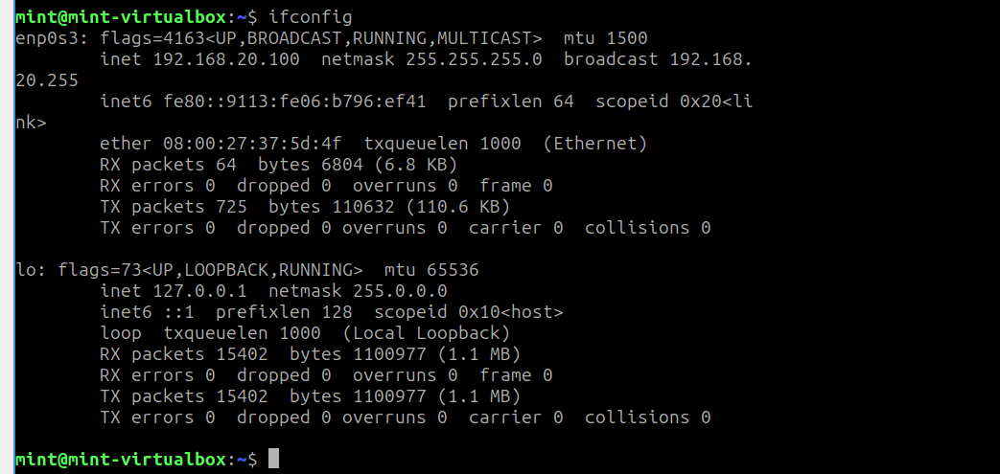 mint@mint-virtualbox:~$ ifconfig
enp0s3: flags=4163<UP,BROADCAST,RUNNING,MULTICAST>  mtu 1500
        inet 192.168.20.100  netmask 255.255.255.0  broadcast 192.168.
20.255
        inet6 fe80::9113:fe06:b796:ef41  prefixlen 64  scopeid 0x20<li
nk>
        ether 08:00:27:37:5d:4f  txqueuelen 1000  (Ethernet)
        RX packets 64  bytes 6804 (6.8 KB)
        RX errors 0  dropped 0  overruns 0  frame 0
        TX packets 725  bytes 110632 (110.6 KB)
        TX errors 0  dropped 0 overruns 0  carrier 0  collisions 0

lo: flags=73<UP,LOOPBACK,RUNNING>  mtu 65536
        inet 127.0.0.1  netmask 255.0.0.0
        inet6 ::1  prefixlen 128  scopeid 0x10<host>
        loop  txqueuelen 1000  (Local Loopback)
        RX packets 15402  bytes 1100977 (1.1 MB)
        RX errors 0  dropped 0  overruns 0  frame 0
        TX packets 15402  bytes 1100977 (1.1 MB)
        TX errors 0  dropped 0 overruns 0  carrier 0  collisions 0

mint@mint-virtualbox:~$